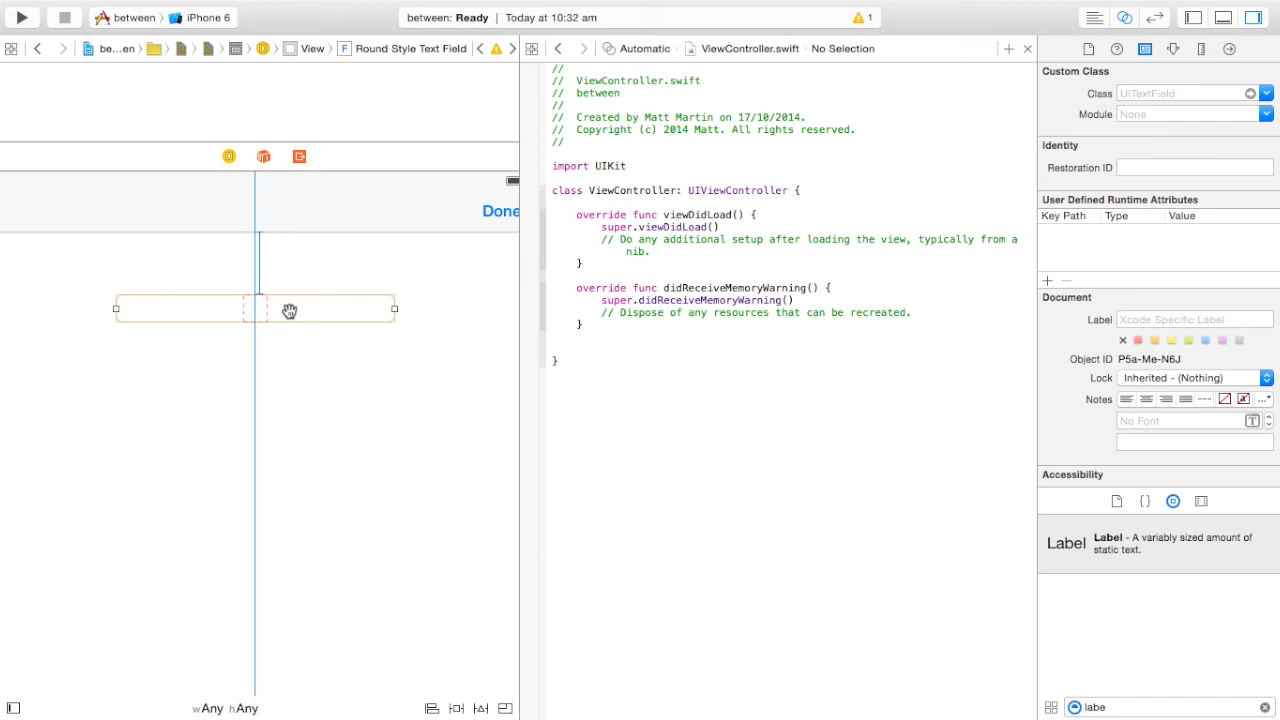 between
iPhone 6
between: Ready | Today at 10:32 am
1
be...en
View
F
Round Style Text Field
Automatic
ViewController.swift
No Selection
Done
wAny hAny
//
//  ViewController.swift
//  between
//
//  Created by Matt Martin on 17/10/2014.
//  Copyright (c) 2014 Matt. All rights reserved.
//
import UIKit
class ViewController: UIViewController {
override func viewDidLoad() {
super.viewDidLoad()
// Do any additional setup after loading the view, typically from a
nib.
}
override func didReceiveMemoryWarning() {
super.didReceiveMemoryWarning()
// Dispose of any resources that can be recreated.
}
}
Custom Class
Class UITextField
Module None
Identity
Restoration ID
User Defined Runtime Attributes
Key Path Type Value
Document
Label Xcode Specific Label
Object ID P5a-Me-N6J
Lock Inherited - (Nothing)
Notes
No Font
Accessibility
Label
Label - A variably sized amount of
static text.
labe